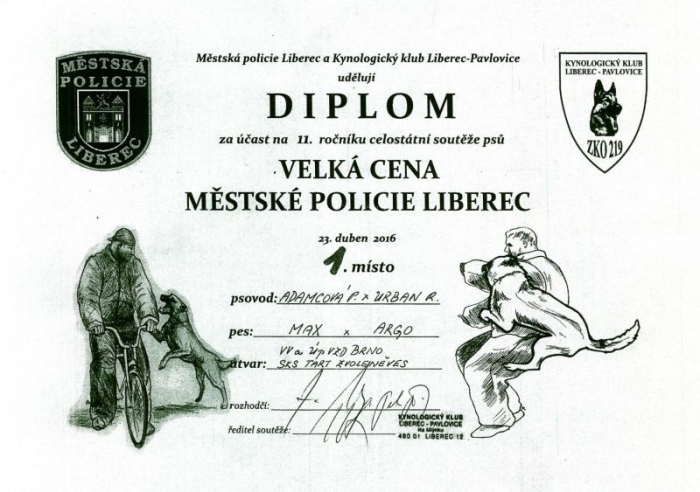 MĚSTSKÁ
POLICIE
LIBEREC
Městská policie Liberec a Kynologický klub Liberec-Pavlovice
udělují
DIPLOM
za účast na 11. ročníku celostátní soutěže psů
VELKÁ CENA
MĚSTSKÉ POLICIE LIBEREC
KYNOLOGICKÝ KLUB
LIBEREC - PAVLOVICE
ZKO 219
23. duben 2016
1. místo
psovod: ADAMCOVÁ P. x URBAN R.
pes: MAX x ARGO
VV a ÚP VZD BRNO
útvar: SKS TART ZVOLENĚVES
rozhodčí:
ředitel soutěže:
KYNOLOGICKÝ KLUB
LIBEREC - PAVLOVICE
Na Mlýnku
460 01 LIBEREC 12